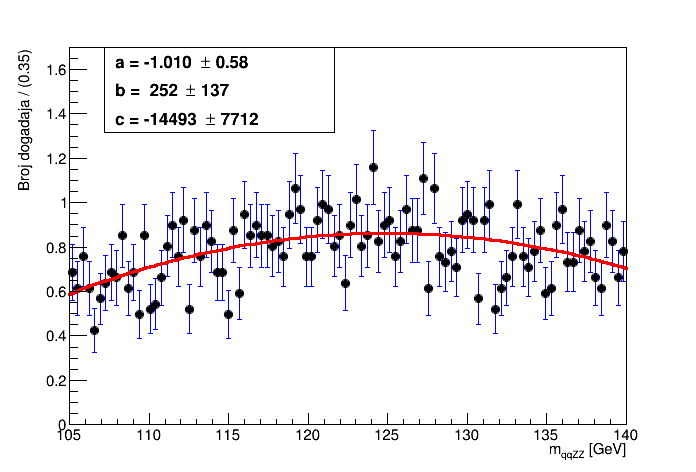 a = -1.010 ± 0.58
b = 252 ± 137
c = -14493 ± 7712
Broj dogadaja / (0.35)
1.6
1.4
1.2
1
0.8
0.6
0.4
0.2
0
105 110 115 120 125 130 135 140
m_qqZZ [GeV]